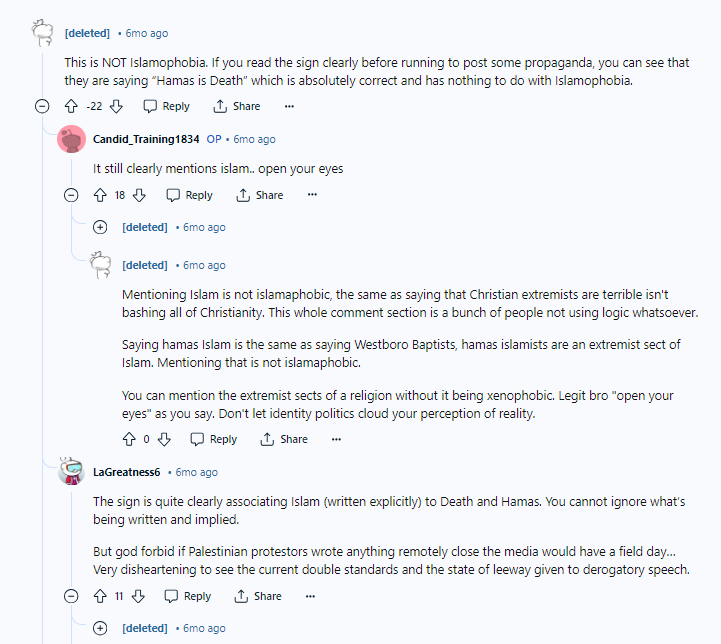 [deleted] • 6mo ago
This is NOT Islamophobia. If you read the sign clearly before running to post some propaganda, you can see that
they are saying “Hamas is Death” which is absolutely correct and has nothing to do with Islamophobia.
-22 Reply Share ...
Candid_Training1834 OP • 6mo ago
It still clearly mentions islam.. open your eyes
18 Reply Share ...
[deleted] • 6mo ago
[deleted] • 6mo ago
Mentioning Islam is not islamaphobic, the same as saying that Christian extremists are terrible isn't
bashing all of Christianity. This whole comment section is a bunch of people not using logic whatsoever.
Saying hamas Islam is the same as saying Westboro Baptists, hamas islamists are an extremist sect of
Islam. Mentioning that is not islamaphobic.
You can mention the extremist sects of a religion without it being xenophobic. Legit bro "open your
eyes" as you say. Don't let identity politics cloud your perception of reality.
0 Reply Share ...
LaGreatness6 • 6mo ago
The sign is quite clearly associating Islam (written explicitly) to Death and Hamas. You cannot ignore what’s
being written and implied.
But god forbid if Palestinian protestors wrote anything remotely close the media would have a field day...
Very disheartening to see the current double standards and the state of leeway given to derogatory speech.
11 Reply Share ...
[deleted] • 6mo ago